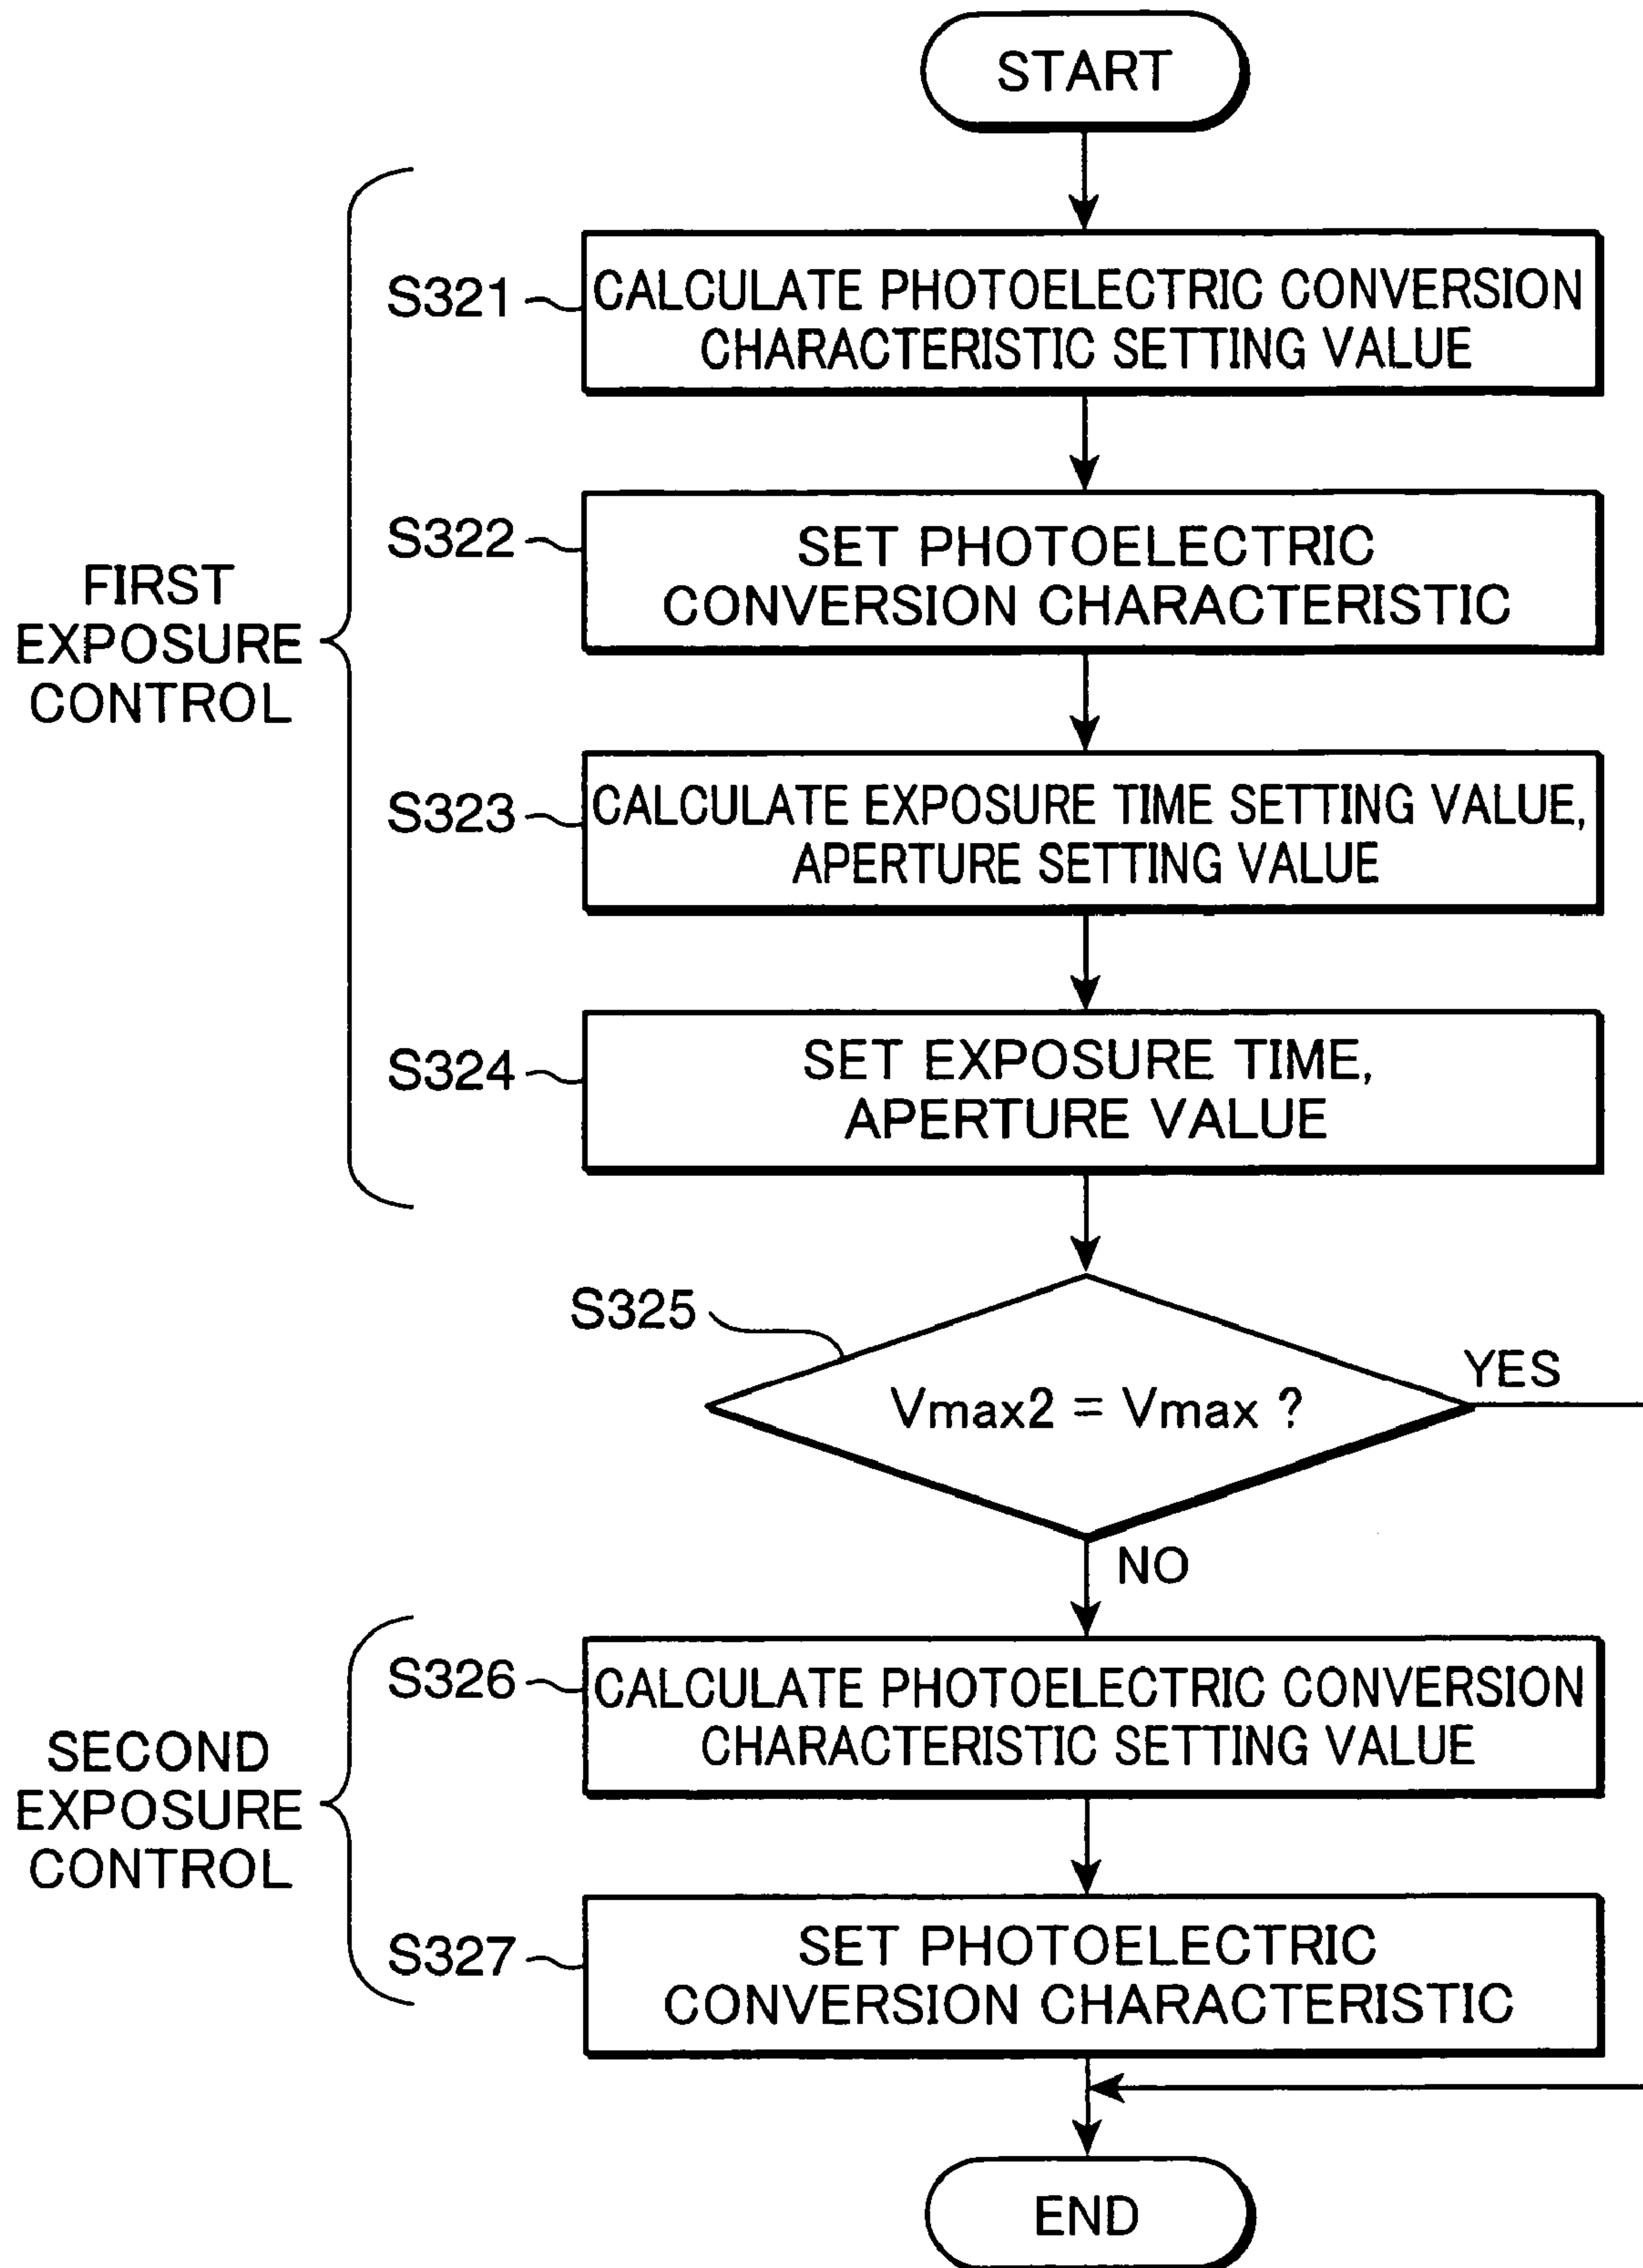 START
S321
CALCULATE PHOTOELECTRIC CONVERSION
CHARACTERISTIC SETTING VALUE
S322
SET PHOTOELECTRIC
CONVERSION CHARACTERISTIC
FIRST
EXPOSURE
CONTROL
S323
CALCULATE EXPOSURE TIME SETTING VALUE,
APERTURE SETTING VALUE
S324
SET EXPOSURE TIME,
APERTURE VALUE
S325
Vmax2 = Vmax ?
YES
NO
S326
CALCULATE PHOTOELECTRIC CONVERSION
CHARACTERISTIC SETTING VALUE
SECOND
EXPOSURE
CONTROL
S327
SET PHOTOELECTRIC
CONVERSION CHARACTERISTIC
END